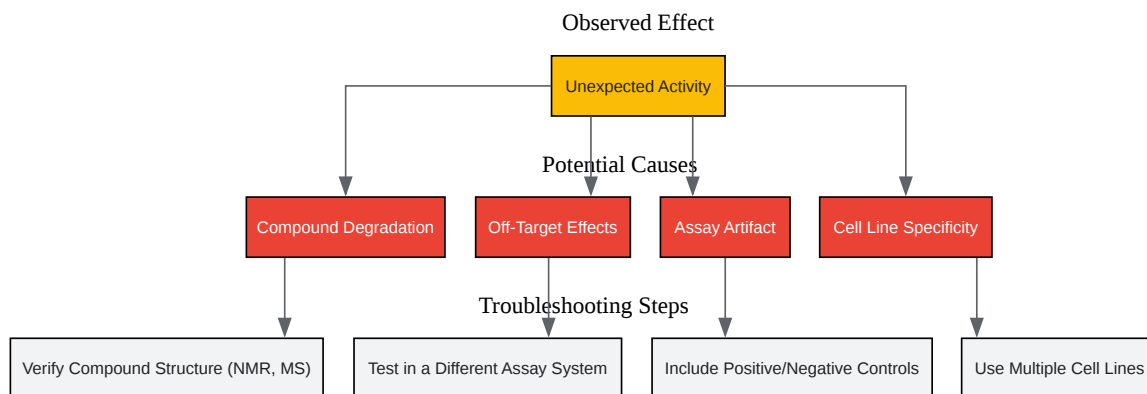 Observed Effect
Unexpected Activity
Potential Causes
Compound Degradation
Off-Target Effects
Assay Artifact
Cell Line Specificity
Troubleshooting Steps
Verify Compound Structure (NMR, MS)
Test in a Different Assay System
Include Positive/Negative Controls
Use Multiple Cell Lines